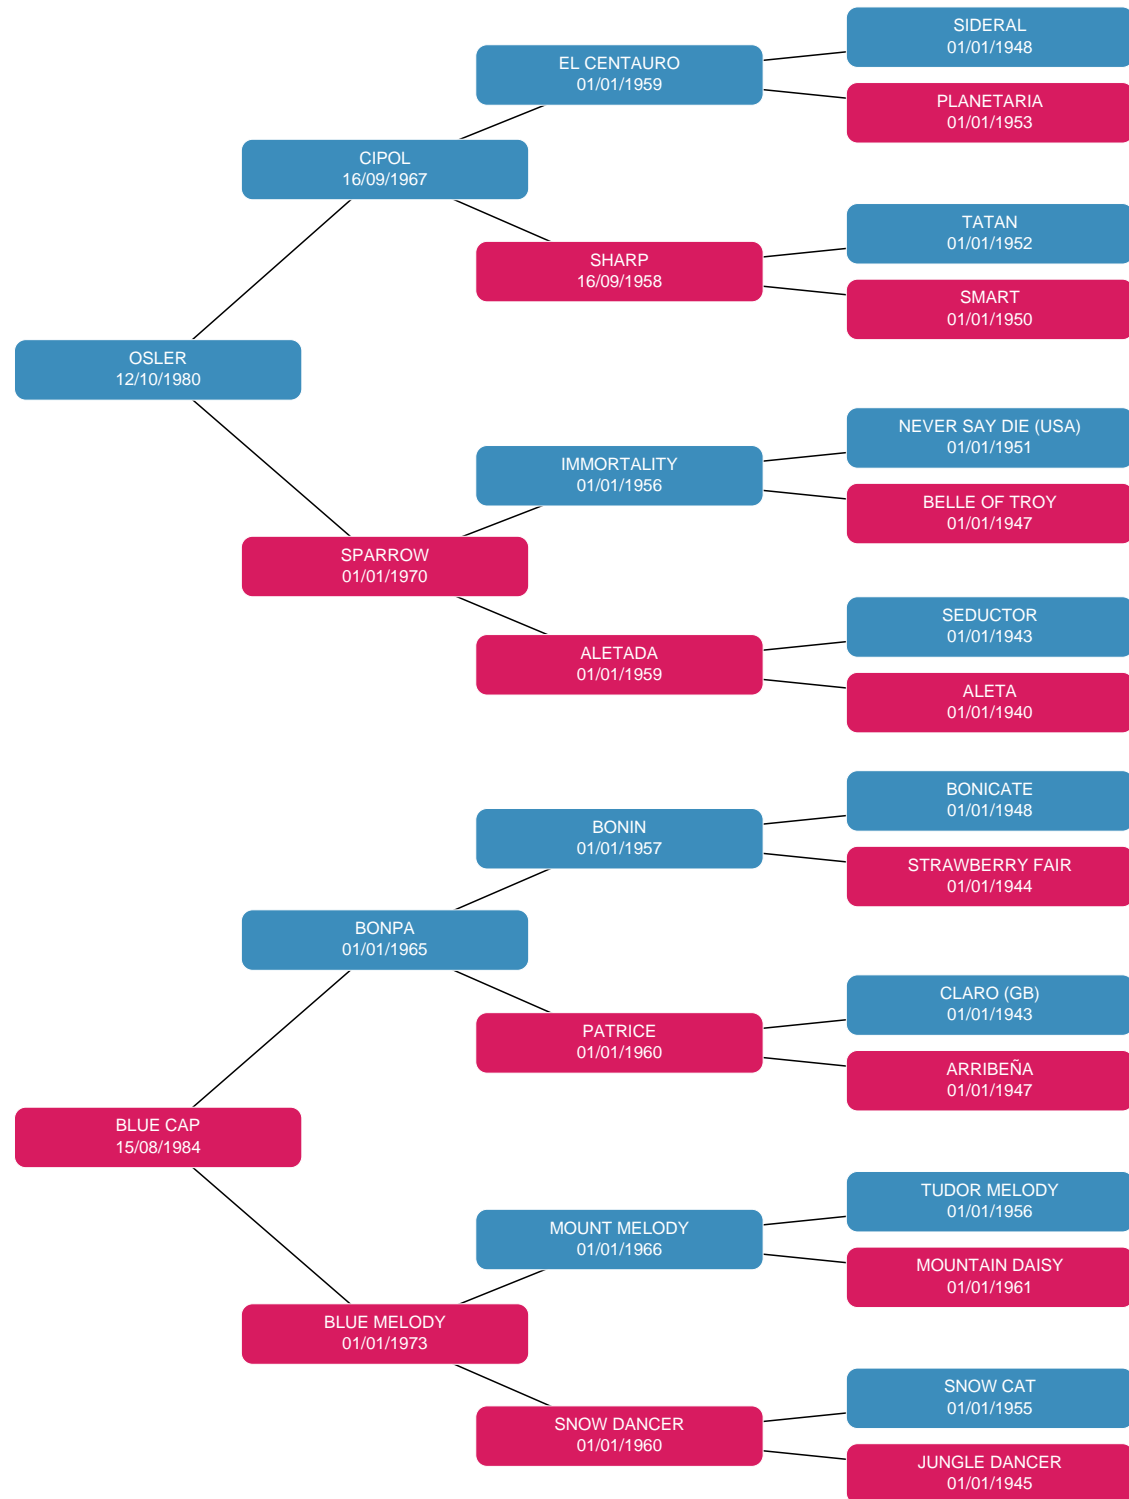 SIDERAL
01/01/1948
EL CENTAURO
01/01/1959
PLANETARIA
01/01/1953
CIPOL
16/09/1967
TATAN
01/01/1952
SHARP
16/09/1958
SMART
01/01/1950
OSLER
12/10/1980
NEVER SAY DIE (USA)
01/01/1951
IMMORTALITY
01/01/1956
BELLE OF TROY
01/01/1947
SPARROW
01/01/1970
SEDUCTOR
01/01/1943
ALETADA
01/01/1959
ALETA
01/01/1940
BONICATE
01/01/1948
BONIN
01/01/1957
STRAWBERRY FAIR
01/01/1944
BONPA
01/01/1965
CLARO (GB)
01/01/1943
PATRICE
01/01/1960
ARRIBEÑA
01/01/1947
BLUE CAP
15/08/1984
TUDOR MELODY
01/01/1956
MOUNT MELODY
01/01/1966
MOUNTAIN DAISY
01/01/1961
BLUE MELODY
01/01/1973
SNOW CAT
01/01/1955
SNOW DANCER
01/01/1960
JUNGLE DANCER
01/01/1945